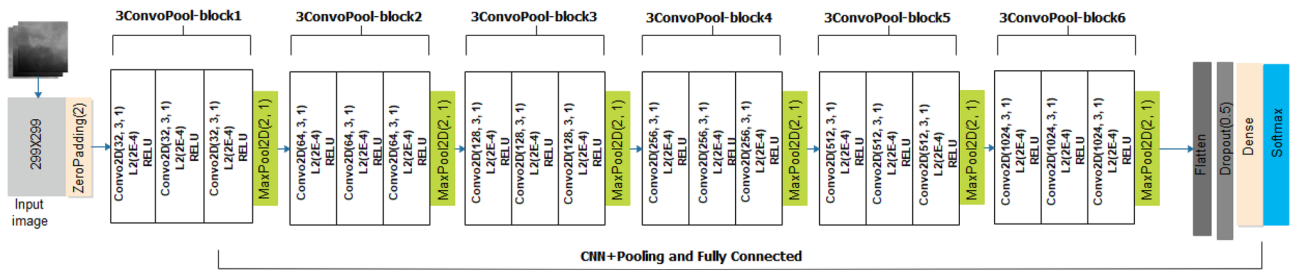 3ConvoPool-block1
3ConvoPool-block2
3ConvoPool-block3
3ConvoPool-block4
3ConvoPool-block5
3ConvoPool-block6
299X299
Input
image
ZeroPadding(2)
Convo2D(32, 3, 1)
L2(2E-4)
RELU
Convo2D(32, 3, 1)
L2(2E-4)
RELU
Convo2D(32, 3, 1)
L2(2E-4)
RELU
MaxPool2D(2, 1)
Convo2D(64, 3, 1)
L2(2E-4)
RELU
Convo2D(64, 3, 1)
L2(2E-4)
RELU
Convo2D(64, 3, 1)
L2(2E-4)
RELU
MaxPool2D(2, 1)
Convo2D(128, 3, 1)
L2(2E-4)
RELU
Convo2D(128, 3, 1)
L2(2E-4)
RELU
Convo2D(128, 3, 1)
L2(2E-4)
RELU
MaxPool2D(2, 1)
Convo2D(256, 3, 1)
L2(2E-4)
RELU
Convo2D(256, 3, 1)
L2(2E-4)
RELU
Convo2D(256, 3, 1)
L2(2E-4)
RELU
MaxPool2D(2, 1)
Convo2D(512, 3, 1)
L2(2E-4)
RELU
Convo2D(512, 3, 1)
L2(2E-4)
RELU
Convo2D(512, 3, 1)
L2(2E-4)
RELU
MaxPool2D(2, 1)
Convo2D(1024, 3, 1)
L2(2E-4)
RELU
Convo2D(1024, 3, 1)
L2(2E-4)
RELU
Convo2D(1024, 3, 1)
L2(2E-4)
RELU
MaxPool2D(2, 1)
Flatten
Dropout(0.5)
Dense
Softmax
CNN+Pooling and Fully Connected